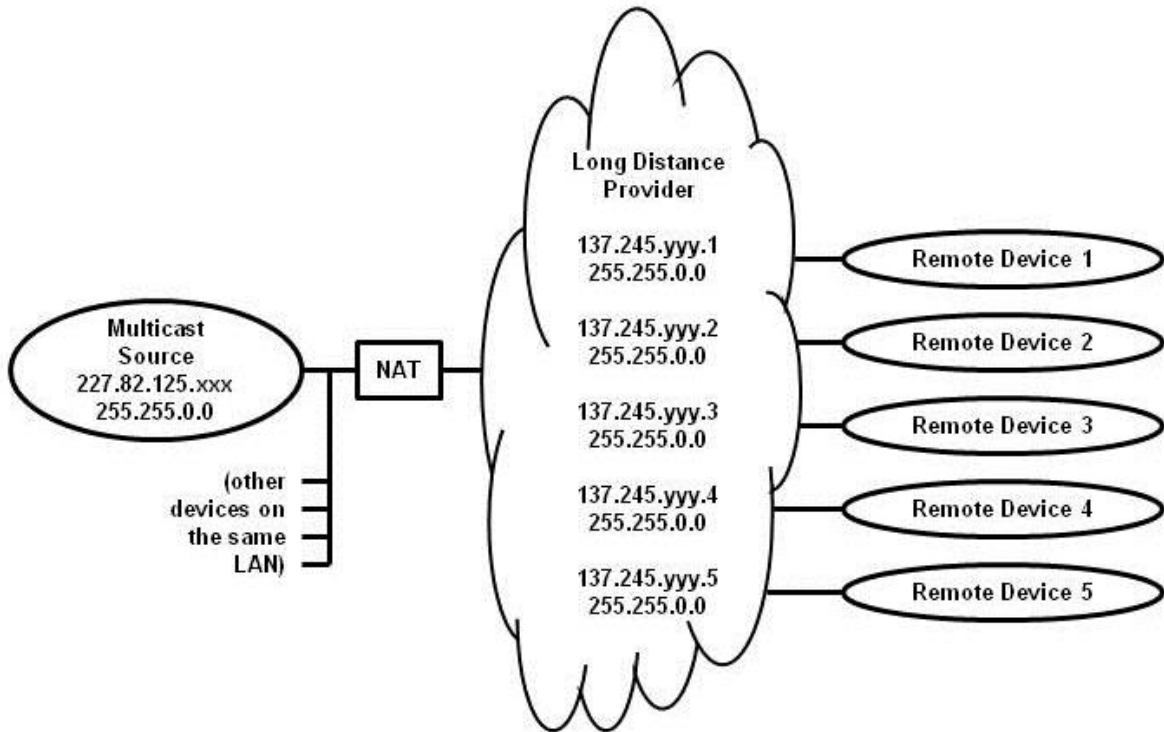 Long Distance
Provider
137.245.yyy.1
255.255.0.0
137.245.yyy.2
255.255.0.0
137.245.yyy.3
255.255.0.0
137.245.yyy.4
255.255.0.0
137.245.yyy.5
255.255.0.0
Multicast
Source
227.82.125.xxx
255.255.0.0
NAT
(other
devices on
the same
LAN)
Remote Device 1
Remote Device 2
Remote Device 3
Remote Device 4
Remote Device 5